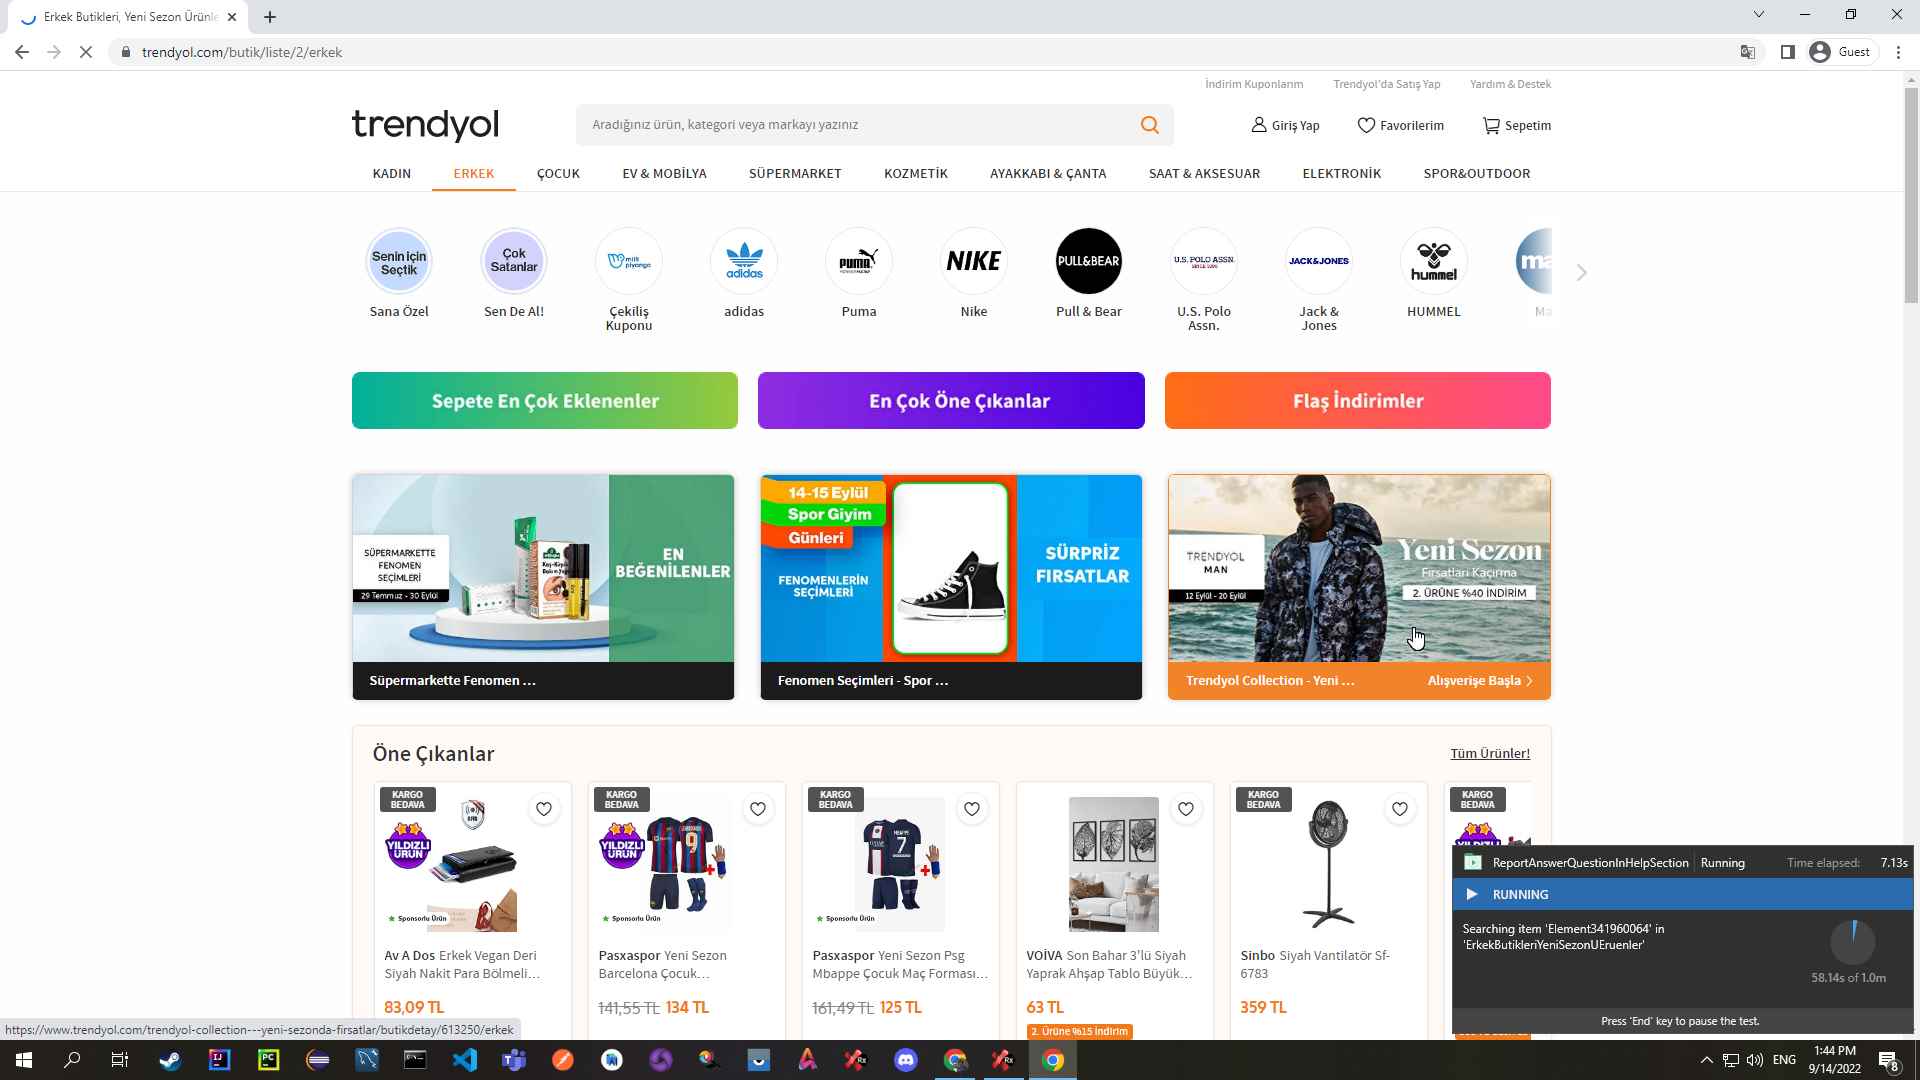 Erkek Butikleri, Yeni Sezon Ürünle
trendyol.com/butik/liste/2/erkek
Guest
İndirim Kuponlarım
Trendyol'da Satış Yap
Yardım & Destek
trendyol
Aradığınız ürün, kategori veya markayı yazınız
Giriş Yap
Favorilerim
Sepetim
KADIN
ERKEK
ÇOCUK
EV & MOBİLYA
SÜPERMARKET
KOZMETİK
AYAKKABI & ÇANTA
SAAT & AKSESUAR
ELEKTRONİK
SPOR&OUTDOOR
Senin için
Seçtik
Çok
Satanlar
milli
piyango
adidas
PUMA
NIKE
PULL&BEAR
U.S. POLO ASSN.
SINCE 1890
JACK&JONES
hummel
ma
Sana Özel
Sen De Al!
Çekiliş
Kuponu
adidas
Puma
Nike
Pull & Bear
U.S. Polo
Assn.
Jack &
Jones
HUMMEL
Ma
Sepete En Çok Eklenenler
En Çok Öne Çıkanlar
Flaş İndirimler
SÜPERMARKETTE
FENOMEN
SEÇİMLERİ
29 Temmuz - 30 Eylül
EN
BEĞENİLENLER
Süpermarkette Fenomen ...
14-15 Eylül
Spor Giyim
Günleri
FENOMENLERİN
SEÇİMLERİ
SÜRPRİZ
FIRSATLAR
Fenomen Seçimleri - Spor ...
TRENDYOL
MAN
12 Eylül - 20 Eylül
Yeni Sezon
Fırsatları Kaçırma
2. ÜRÜNE %40 İNDİRİM
Trendyol Collection - Yeni ...
Alışverişe Başla
Öne Çıkanlar
Tüm Ürünler!
KARGO
BEDAVA
YILDIZLI
ÜRÜN
Sponsorlu Ürün
Av A Dos Erkek Vegan Deri
Siyah Nakit Para Bölmeli...
83,09 TL
KARGO
BEDAVA
YILDIZLI
ÜRÜN
9
Sponsorlu Ürün
Pasxaspor Yeni Sezon
Barcelona Çocuk...
141,55 TL 134 TL
KARGO
BEDAVA
MBAPPE
7
Sponsorlu Ürün
Pasxaspor Yeni Sezon Psg
Mbappe Çocuk Maç Forması...
161,49 TL 125 TL
VOİVA Son Bahar 3'lü Siyah
Yaprak Ahşap Tablo Büyük...
63 TL
2. Ürüne %15 İndirim
KARGO
BEDAVA
Sinbo Siyah Vantilatör Sf-
6783
359 TL
KARGO
BEDAVA
YILDIZLI
ReportAnswerQuestionInHelpSection
Running
Time elapsed:
7.13s
RUNNING
Searching item 'Element341960064' in
'ErkekButikleriYeniSezonUEruenler'
58.14s of 1.0m
Press 'End' key to pause the test.
https://www.trendyol.com/trendyol-collection---yeni-sezonda-firsatlar/butikdetay/613250/erkek
ENG
1:44 PM
9/14/2022
8